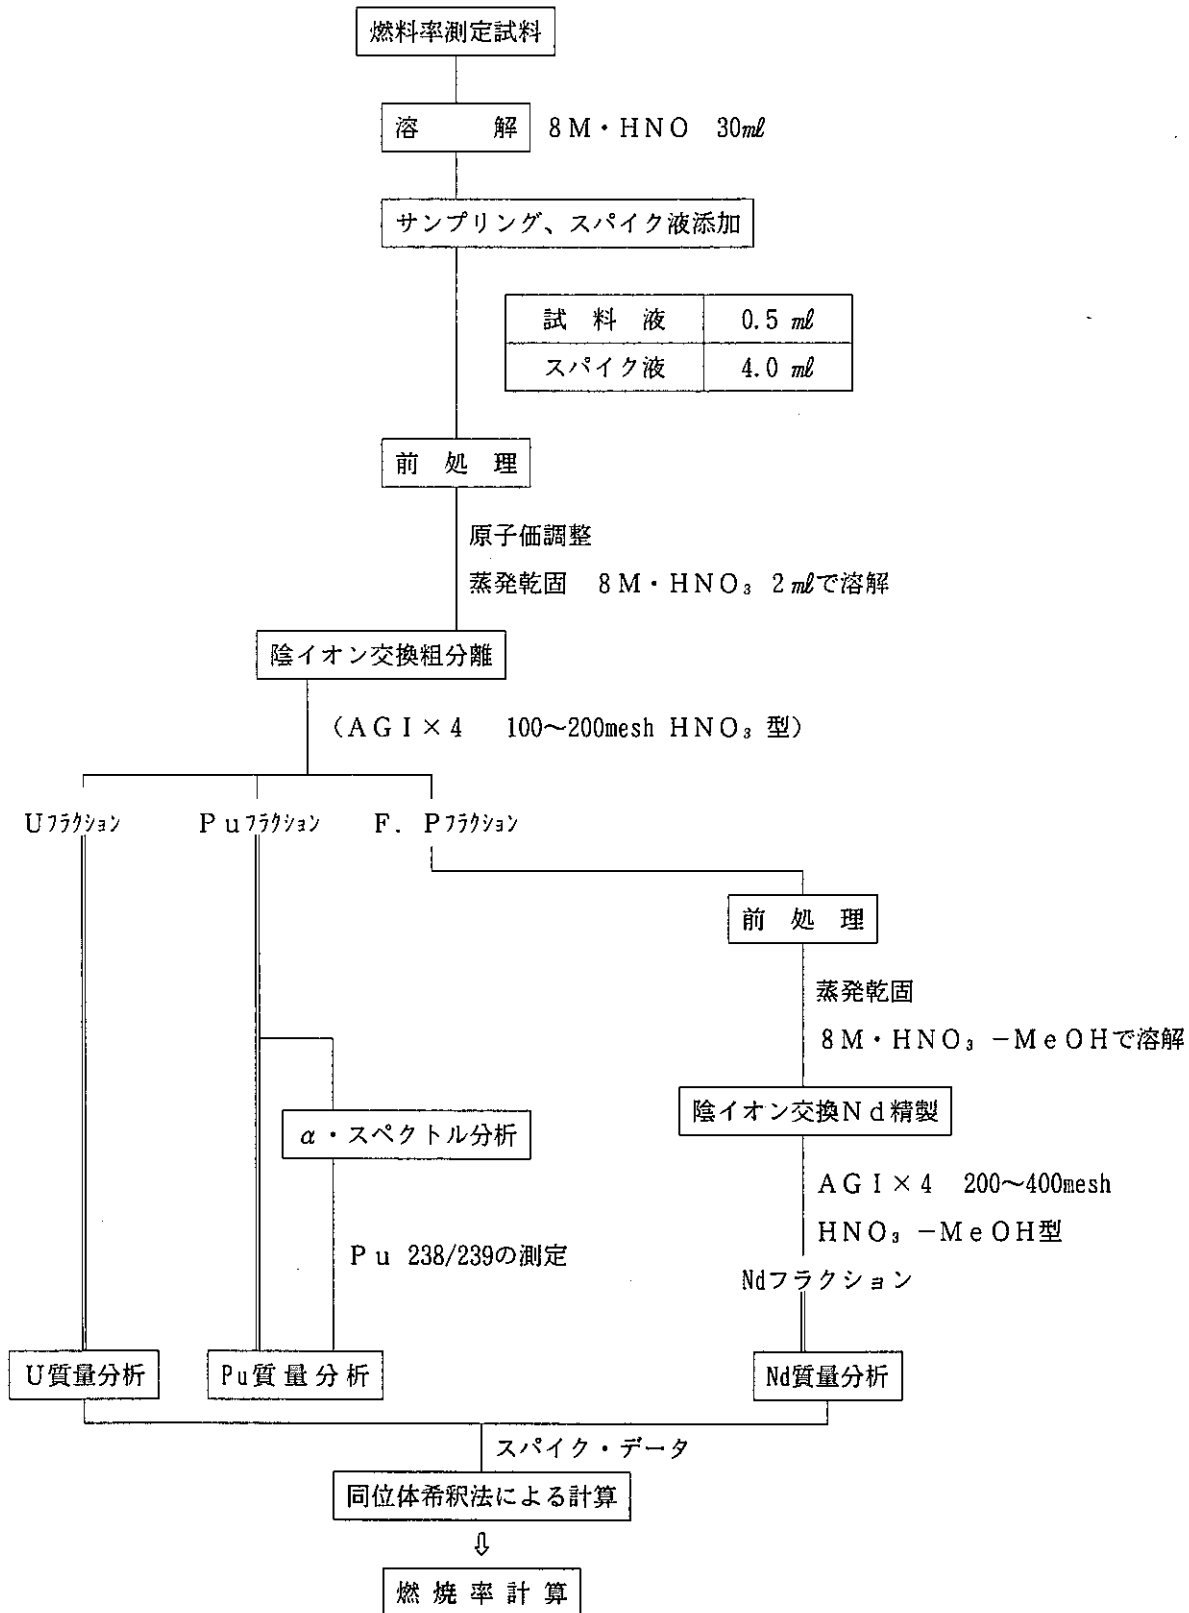 燃料率測定試料
溶 解 8M・HNO 30mℓ
サンプリング、スパイク液添加
試 料 液 0.5 mℓ
スパイク液 4.0 mℓ
前 処 理
原子価調整
蒸発乾固 8M・HNO₃ 2mℓで溶解
陰イオン交換粗分離
(AGI×4 100～200mesh HNO₃ 型)
Uフラクション Puフラクション F.Pフラクション
前 処 理
蒸発乾固
8M・HNO₃ －MeOHで溶解
陰イオン交換Nd精製
α・スペクトル分析
AGI×4 200～400mesh
HNO₃ －MeOH型
Pu 238/239の測定
Ndフラクション
U質量分析 Pu質量分析 Nd質量分析
スパイク・データ
同位体希釈法による計算
⇩
燃焼率計算